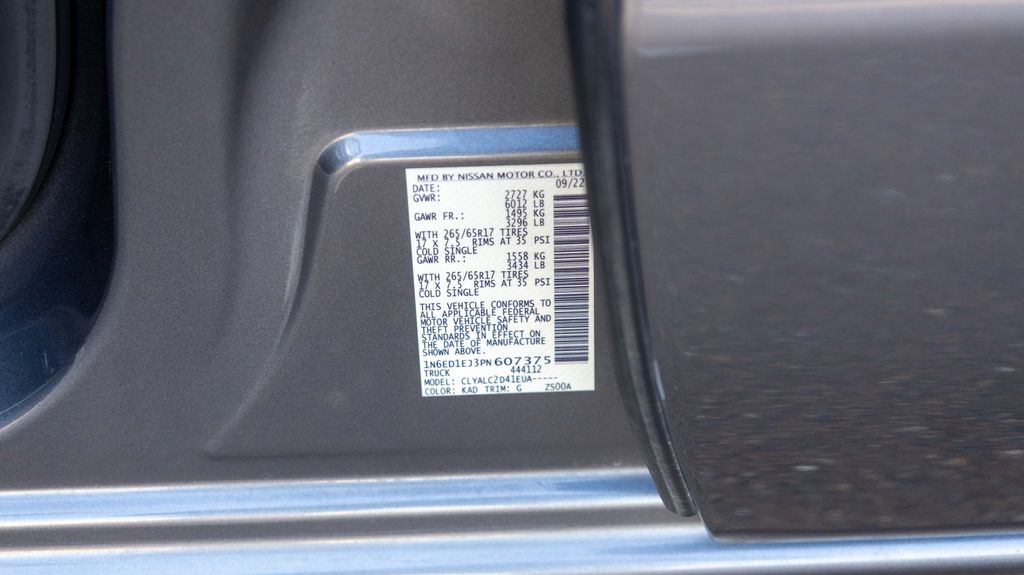 MFD BY NISSAN MOTOR CO., LTD
DATE: 09/22
GVWR: 2727 KG
6012 LB
GAWR FR.: 1495 KG
3296 LB
WITH 265/65R17 TIRES
17 X 7.5 RIMS AT 35 PSI
COLD SINGLE
GAWR RR.: 1558 KG
3434 LB
WITH 265/65R17 TIRES
17 X 7.5 RIMS AT 35 PSI
COLD SINGLE
THIS VEHICLE CONFORMS TO
ALL APPLICABLE FEDERAL
MOTOR VEHICLE SAFETY AND
THEFT PREVENTION
STANDARDS IN EFFECT ON
THE DATE OF MANUFACTURE
SHOWN ABOVE.
1N6ED1EJ3PN607375
TRUCK 444112
MODEL: CLYALC2D41EUA-----
COLOR: KAD TRIM: G ZS00A